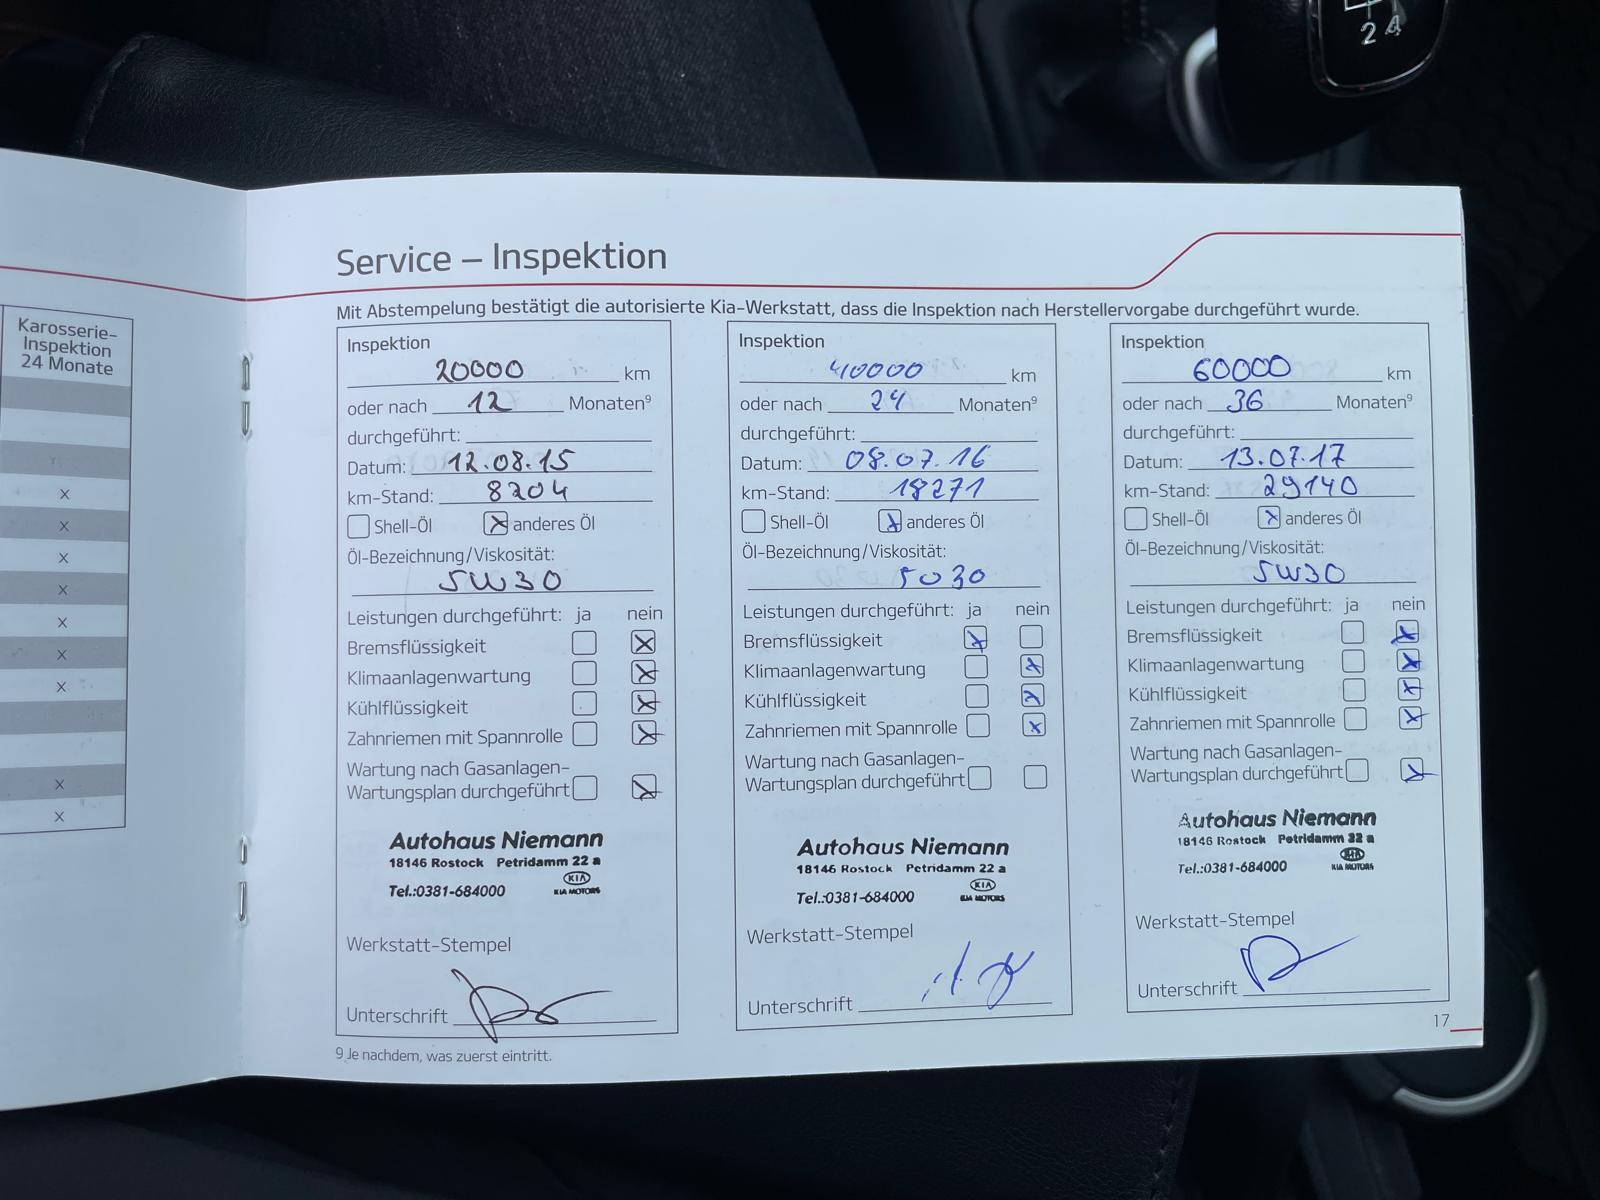 2 4
Service – Inspektion
Mit Abstempelung bestätigt die autorisierte Kia-Werkstatt, dass die Inspektion nach Herstellervorgabe durchgeführt wurde.
Karosserie-
Inspektion
24 Monate
x
x
x
x
x
x
x
x
x
Inspektion
20000 km
oder nach 12 Monaten9
durchgeführt:
Datum: 12.08.15
km-Stand: 8204
Shell-Öl x anderes Öl
Öl-Bezeichnung/Viskosität:
5W30
Leistungen durchgeführt: ja nein
Bremsflüssigkeit x
Klimaanlagenwartung x
Kühlflüssigkeit x
Zahnriemen mit Spannrolle x
Wartung nach Gasanlagen-
Wartungsplan durchgeführt x
Autohaus Niemann
18146 Rostock Petridamm 22 a
Tel.:0381-684000 KIA
KIA MOTORS
Werkstatt-Stempel
Unterschrift
9 Je nachdem, was zuerst eintritt.
Inspektion
40000 km
oder nach 24 Monaten9
durchgeführt:
Datum: 08.07.16
km-Stand: 18271
Shell-Öl x anderes Öl
Öl-Bezeichnung/Viskosität:
5W30
Leistungen durchgeführt: ja nein
Bremsflüssigkeit x
Klimaanlagenwartung x
Kühlflüssigkeit x
Zahnriemen mit Spannrolle x
Wartung nach Gasanlagen-
Wartungsplan durchgeführt
Autohaus Niemann
18146 Rostock Petridamm 22 a
Tel.:0381-684000 KIA
KIA MOTORS
Werkstatt-Stempel
Unterschrift
Inspektion
60000 km
oder nach 36 Monaten9
durchgeführt:
Datum: 13.07.17
km-Stand: 29140
Shell-Öl x anderes Öl
Öl-Bezeichnung/Viskosität:
5W30
Leistungen durchgeführt: ja nein
Bremsflüssigkeit x
Klimaanlagenwartung x
Kühlflüssigkeit x
Zahnriemen mit Spannrolle x
Wartung nach Gasanlagen-
Wartungsplan durchgeführt x
Autohaus Niemann
18146 Rostock Petridamm 22 a
Tel.:0381-684000 KIA
KIA MOTORS
Werkstatt-Stempel
Unterschrift
17